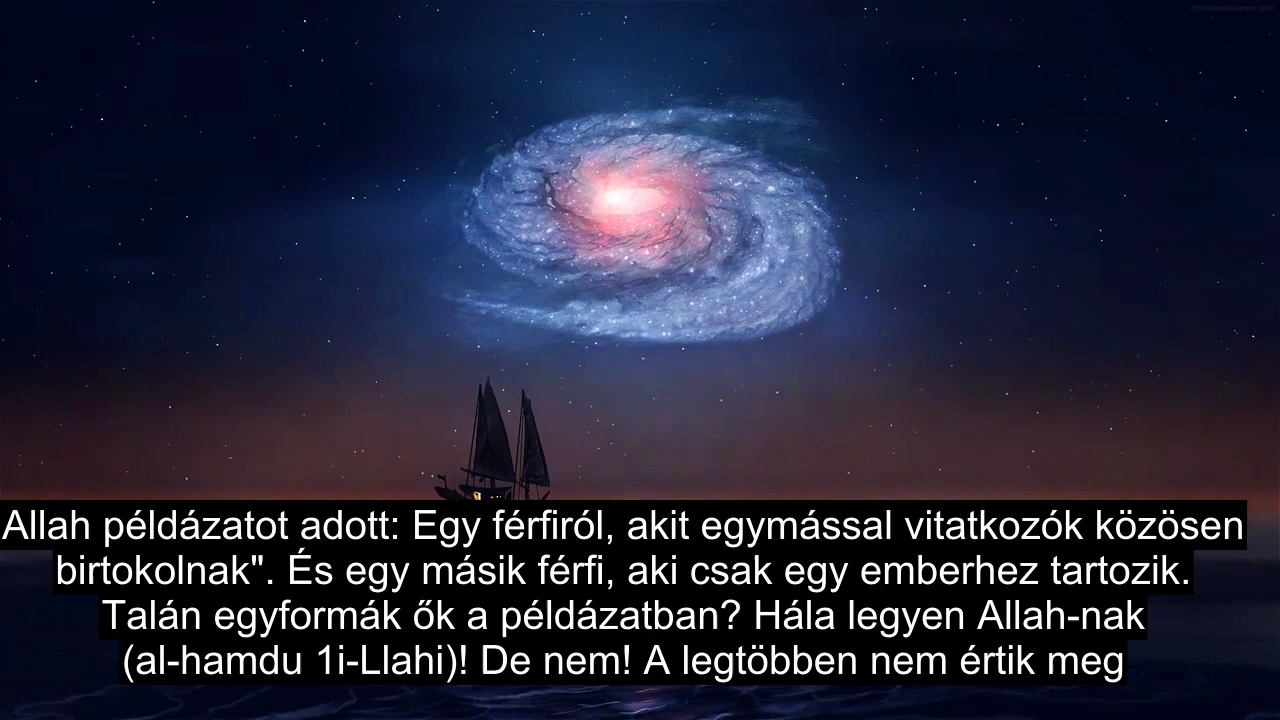 Allah példázatot adott: Egy férfiról, akit egymással vitatkozók közösen
birtokolnak". És egy másik férfi, aki csak egy emberhez tartozik.
Talán egyformák ők a példázatban? Hála legyen Allah-nak
(al-hamdu 1i-Llahi)! De nem! A legtöbben nem értik meg